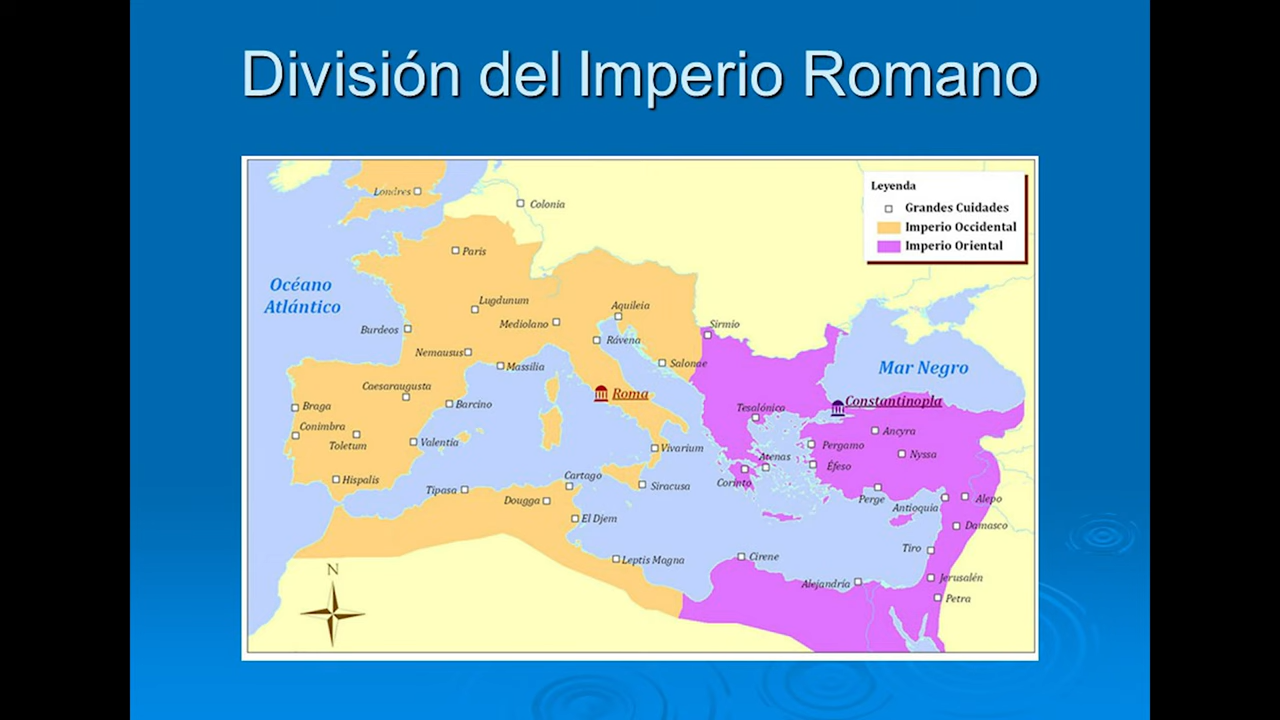 División del Imperio Romano
Leyenda
Grandes Cuidades
Imperio Occidental
Imperio Oriental
Londres
Colonia
Paris
Océano
Atlántico
Lugdunum
Aquileia
Burdeos
Mediolano
Sirmio
Rávena
Nemausus
Massilia
Salonae
Mar Negro
Caesaraugusta
Roma
Constantinopla
Braga
Barcino
Tesalónica
Conimbra
Toletum
Valentia
Vivarium
Ancyra
Pergamo
Nyssa
Atenas
Éfeso
Hispalis
Tipasa
Cartago
Siracusa
Corinto
Dougga
Perge
Alepo
Antioquia
El Djem
Damasco
Leptis Magna
Cirene
Tiro
N
Alejandría
Jerusalén
Petra